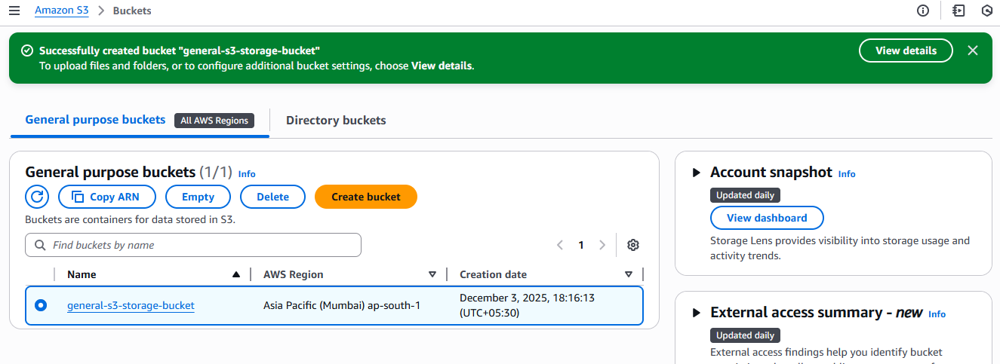 Amazon S3 > Buckets
Successfully created bucket "general-s3-storage-bucket"
To upload files and folders, or to configure additional bucket settings, choose View details.
View details
General purpose buckets All AWS Regions
Directory buckets
General purpose buckets (1/1) Info
Copy ARN
Empty
Delete
Create bucket
Buckets are containers for data stored in S3.
Find buckets by name
1
Name AWS Region Creation date
general-s3-storage-bucket Asia Pacific (Mumbai) ap-south-1 December 3, 2025, 18:16:13
(UTC+05:30)
Account snapshot Info
Updated daily
View dashboard
Storage Lens provides visibility into storage usage and
activity trends.
External access summary - new Info
Updated daily
External access findings help you identify bucket